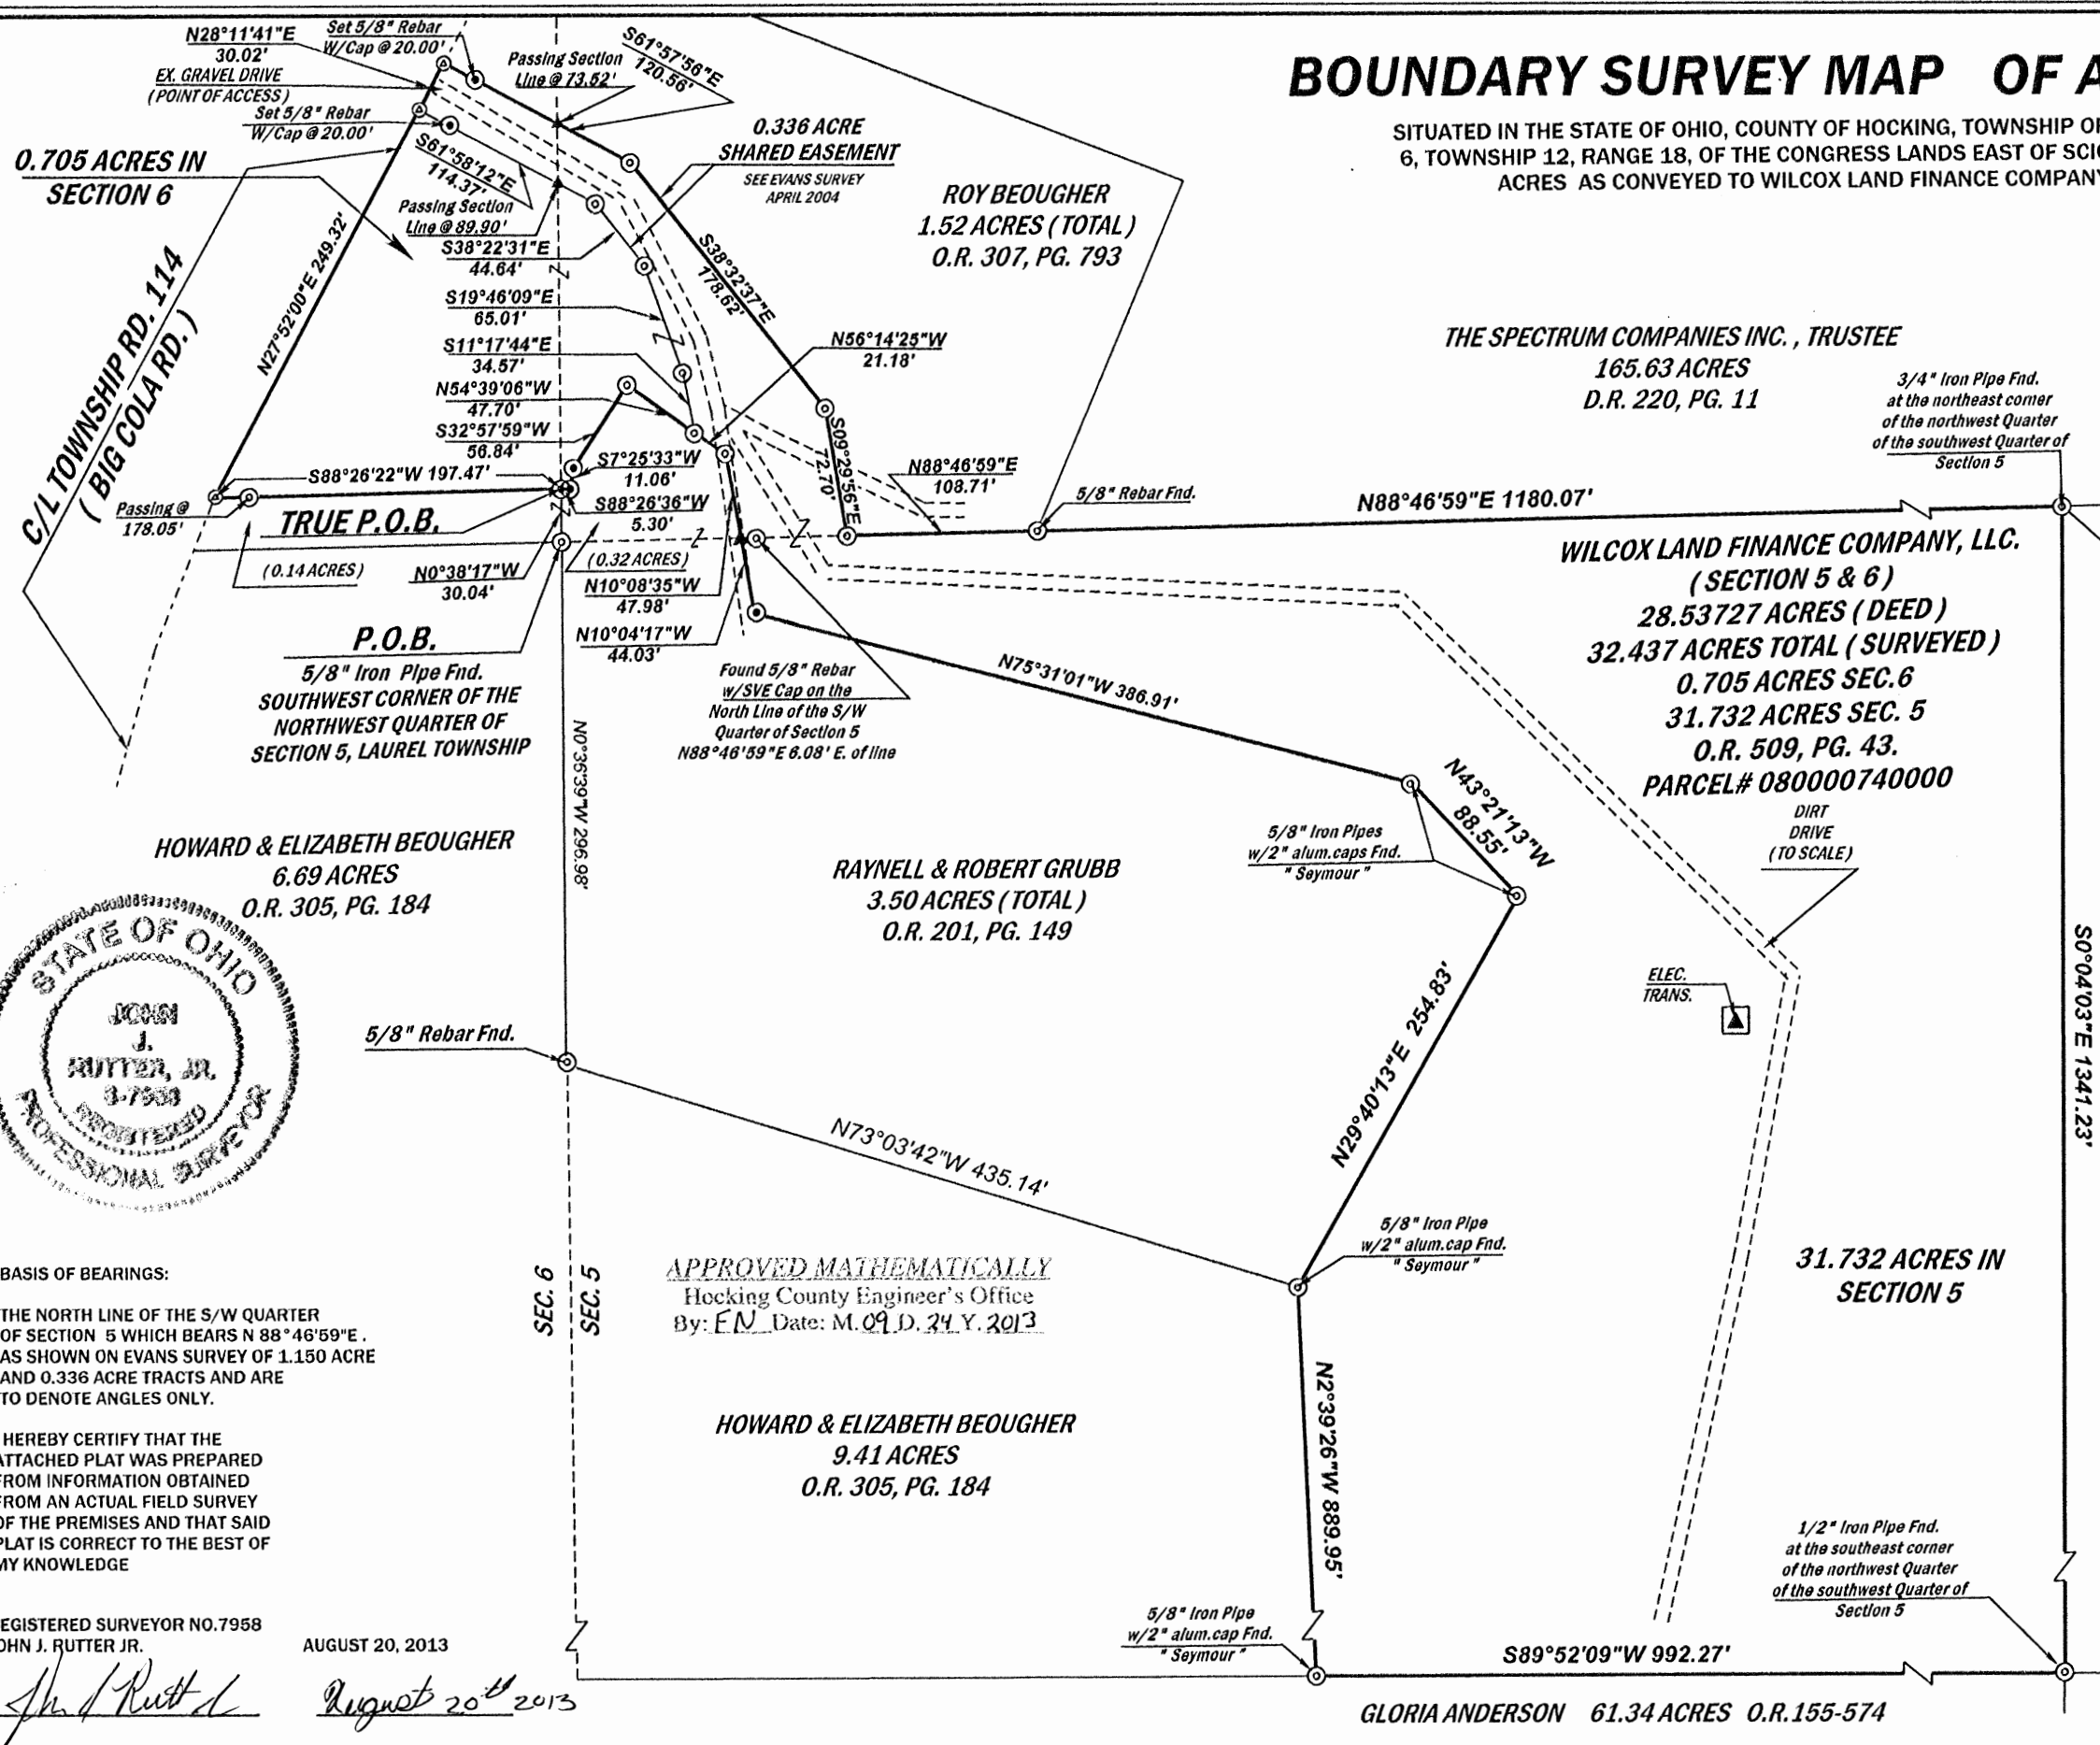 BOUNDARY SURVEY MAP OF A
SITUATED IN THE STATE OF OHIO, COUNTY OF HOCKING, TOWNSHIP OF
6, TOWNSHIP 12, RANGE 18, OF THE CONGRESS LANDS EAST OF SCIO
ACRES AS CONVEYED TO WILCOX LAND FINANCE COMPANY
N28°11'41"E
30.02'
EX. GRAVEL DRIVE
(POINT OF ACCESS)
Set 5/8" Rebar
W/Cap @ 20.00'
Set 5/8" Rebar
W/Cap @ 20.00'
Passing Section
Line @ 73.52'
S61°57'56"E
120.56'
0.705 ACRES IN
SECTION 6
S61°58'12"E
114.37'
Passing Section
Line @ 89.90'
0.336 ACRE
SHARED EASEMENT
SEE EVANS SURVEY
APRIL 2004
ROY BEOUGHER
1.52 ACRES (TOTAL)
O.R. 307, PG. 793
N27°52'00"E 249.32'
C/L TOWNSHIP RD. 114
( BIG COLA RD. )
S38°22'31"E
44.64'
S19°46'09"E
65.01'
S11°17'44"E
34.57'
N54°39'06"W
47.70'
S32°57'59"W
56.84'
S38°32'37"E
178.62'
N56°14'25"W
21.18'
S09°29'56"E
72.70'
THE SPECTRUM COMPANIES INC. , TRUSTEE
165.63 ACRES
D.R. 220, PG. 11
3/4" Iron Pipe Fnd.
at the northeast corner
of the northwest Quarter
of the southwest Quarter of
Section 5
S88°26'22"W 197.47'
Passing @
178.05'
TRUE P.O.B.
S7°25'33"W
11.06'
S88°26'36"W
5.30'
N88°46'59"E
108.71'
5/8" Rebar Fnd.
N88°46'59"E 1180.07'
(0.14 ACRES)
N0°38'17"W
30.04'
(0.32 ACRES)
N10°08'35"W
47.98'
N10°04'17"W
44.03'
P.O.B.
5/8" Iron Pipe Fnd.
SOUTHWEST CORNER OF THE
NORTHWEST QUARTER OF
SECTION 5, LAUREL TOWNSHIP
Found 5/8" Rebar
w/SVE Cap on the
North Line of the S/W
Quarter of Section 5
N88°46'59"E 6.08' E. of line
N75°31'01"W 386.91'
WILCOX LAND FINANCE COMPANY, LLC.
( SECTION 5 & 6 )
28.53727 ACRES ( DEED )
32.437 ACRES TOTAL ( SURVEYED )
0.705 ACRES SEC.6
31.732 ACRES SEC. 5
O.R. 509, PG. 43.
PARCEL# 080000740000
DIRT
DRIVE
(TO SCALE)
N0°36'39"W 296.98'
N43°21'13"W
88.55'
5/8" Iron Pipes
w/2" alum.caps Fnd.
" Seymour "
HOWARD & ELIZABETH BEOUGHER
6.69 ACRES
O.R. 305, PG. 184
RAYNELL & ROBERT GRUBB
3.50 ACRES (TOTAL)
O.R. 201, PG. 149
STATE OF OHIO
JOHN
J.
RUTTER, JR.
REGISTERED
PROFESSIONAL SURVEYOR
5/8" Rebar Fnd.
ELEC.
TRANS.
S0°04'03"E 1341.23'
N29°40'13"E 254.83'
N73°03'42"W 435.14'
5/8" Iron Pipe
w/2" alum.cap Fnd.
" Seymour "
31.732 ACRES IN
SECTION 5
SEC. 6
SEC. 5
APPROVED MATHEMATICALLY
Hocking County Engineer's Office
By: EN Date: M. 09 D. 24 Y. 2013
BASIS OF BEARINGS:
THE NORTH LINE OF THE S/W QUARTER
OF SECTION 5 WHICH BEARS N 88°46'59"E .
AS SHOWN ON EVANS SURVEY OF 1.150 ACRE
AND 0.336 ACRE TRACTS AND ARE
TO DENOTE ANGLES ONLY.
HEREBY CERTIFY THAT THE
ATTACHED PLAT WAS PREPARED
FROM INFORMATION OBTAINED
FROM AN ACTUAL FIELD SURVEY
OF THE PREMISES AND THAT SAID
PLAT IS CORRECT TO THE BEST OF
MY KNOWLEDGE
EGISTERED SURVEYOR NO.7958
OHN J. RUTTER JR.
AUGUST 20, 2013
August 20th 2013
HOWARD & ELIZABETH BEOUGHER
9.41 ACRES
O.R. 305, PG. 184
N2°39'26"W 889.95'
1/2" Iron Pipe Fnd.
at the southeast corner
of the northwest Quarter
of the southwest Quarter of
Section 5
5/8" Iron Pipe
w/2" alum.cap Fnd.
" Seymour "
S89°52'09"W 992.27'
GLORIA ANDERSON 61.34 ACRES O.R.155-574